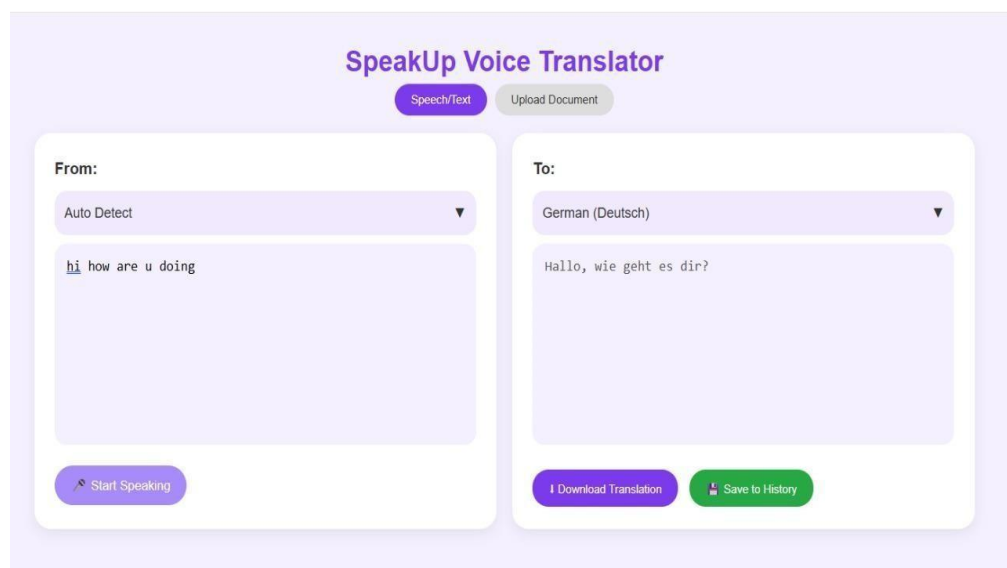 SpeakUp Voice Translator
Speech/Text
Upload Document
From:
Auto Detect
hi how are u doing
Start Speaking
To:
German (Deutsch)
Hallo, wie geht es dir?
Download Translation
Save to History